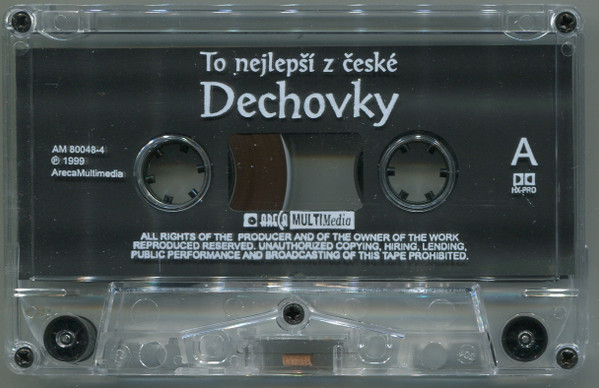 To nejlepší z české
Dechovky
AM 80048-4
℗ 1999
ArecaMultimedia
A
HX-PRO
ARECA MULTIMedia
ALL RIGHTS OF THE PRODUCER AND OF THE OWNER OF THE WORK
REPRODUCED RESERVED. UNAUTHORIZED COPYING, HIRING, LENDING,
PUBLIC PERFORMANCE AND BROADCASTING OF THIS TAPE PROHIBITED.